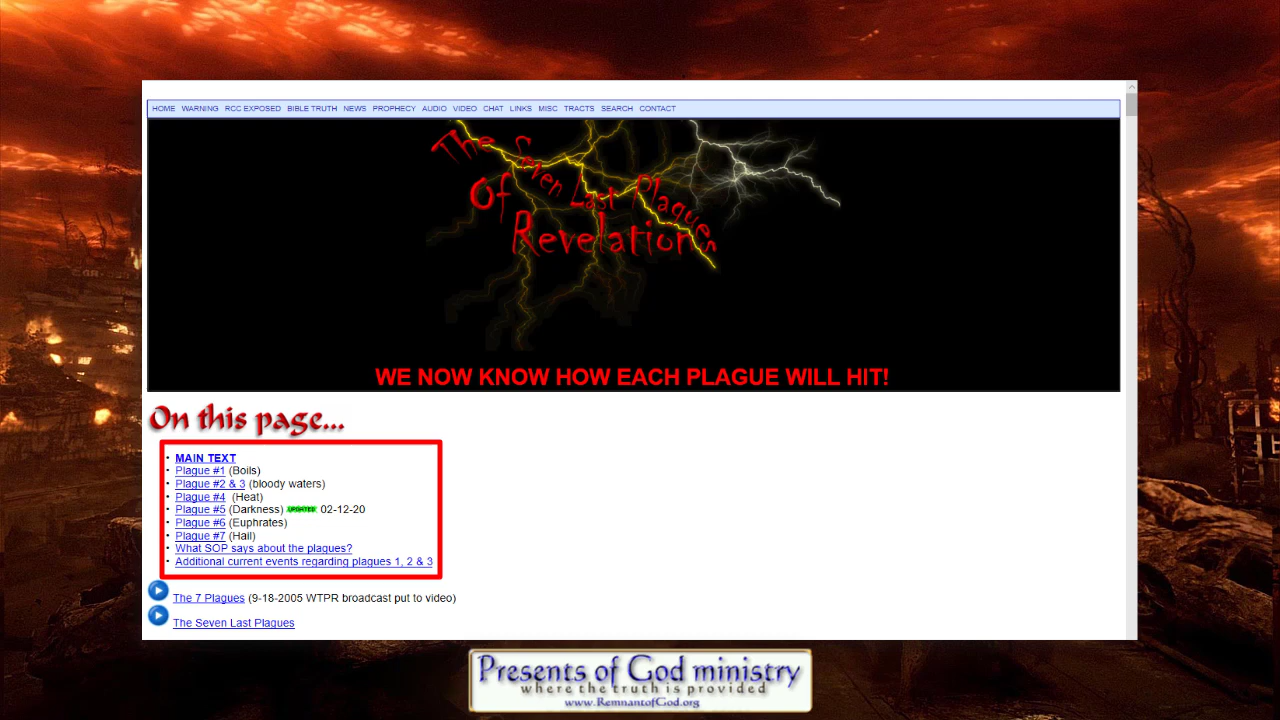 HOME WARNING RCC EXPOSED BIBLE TRUTH NEWS PROPHECY AUDIO VIDEO CHAT LINKS MISC TRACTS SEARCH CONTACT
The Seven Last Plagues
Of
Revelations
WE NOW KNOW HOW EACH PLAGUE WILL HIT!
On this page...
• MAIN TEXT
• Plague #1 (Boils)
• Plague #2 & 3 (bloody waters)
• Plague #4 (Heat)
• Plague #5 (Darkness) UPDATED 02-12-20
• Plague #6 (Euphrates)
• Plague #7 (Hail)
• What SOP says about the plagues?
• Additional current events regarding plagues 1, 2 & 3
The 7 Plagues (9-18-2005 WTPR broadcast put to video)
The Seven Last Plagues
Presents of God ministry
where the truth is provided
www.RemnantofGod.org